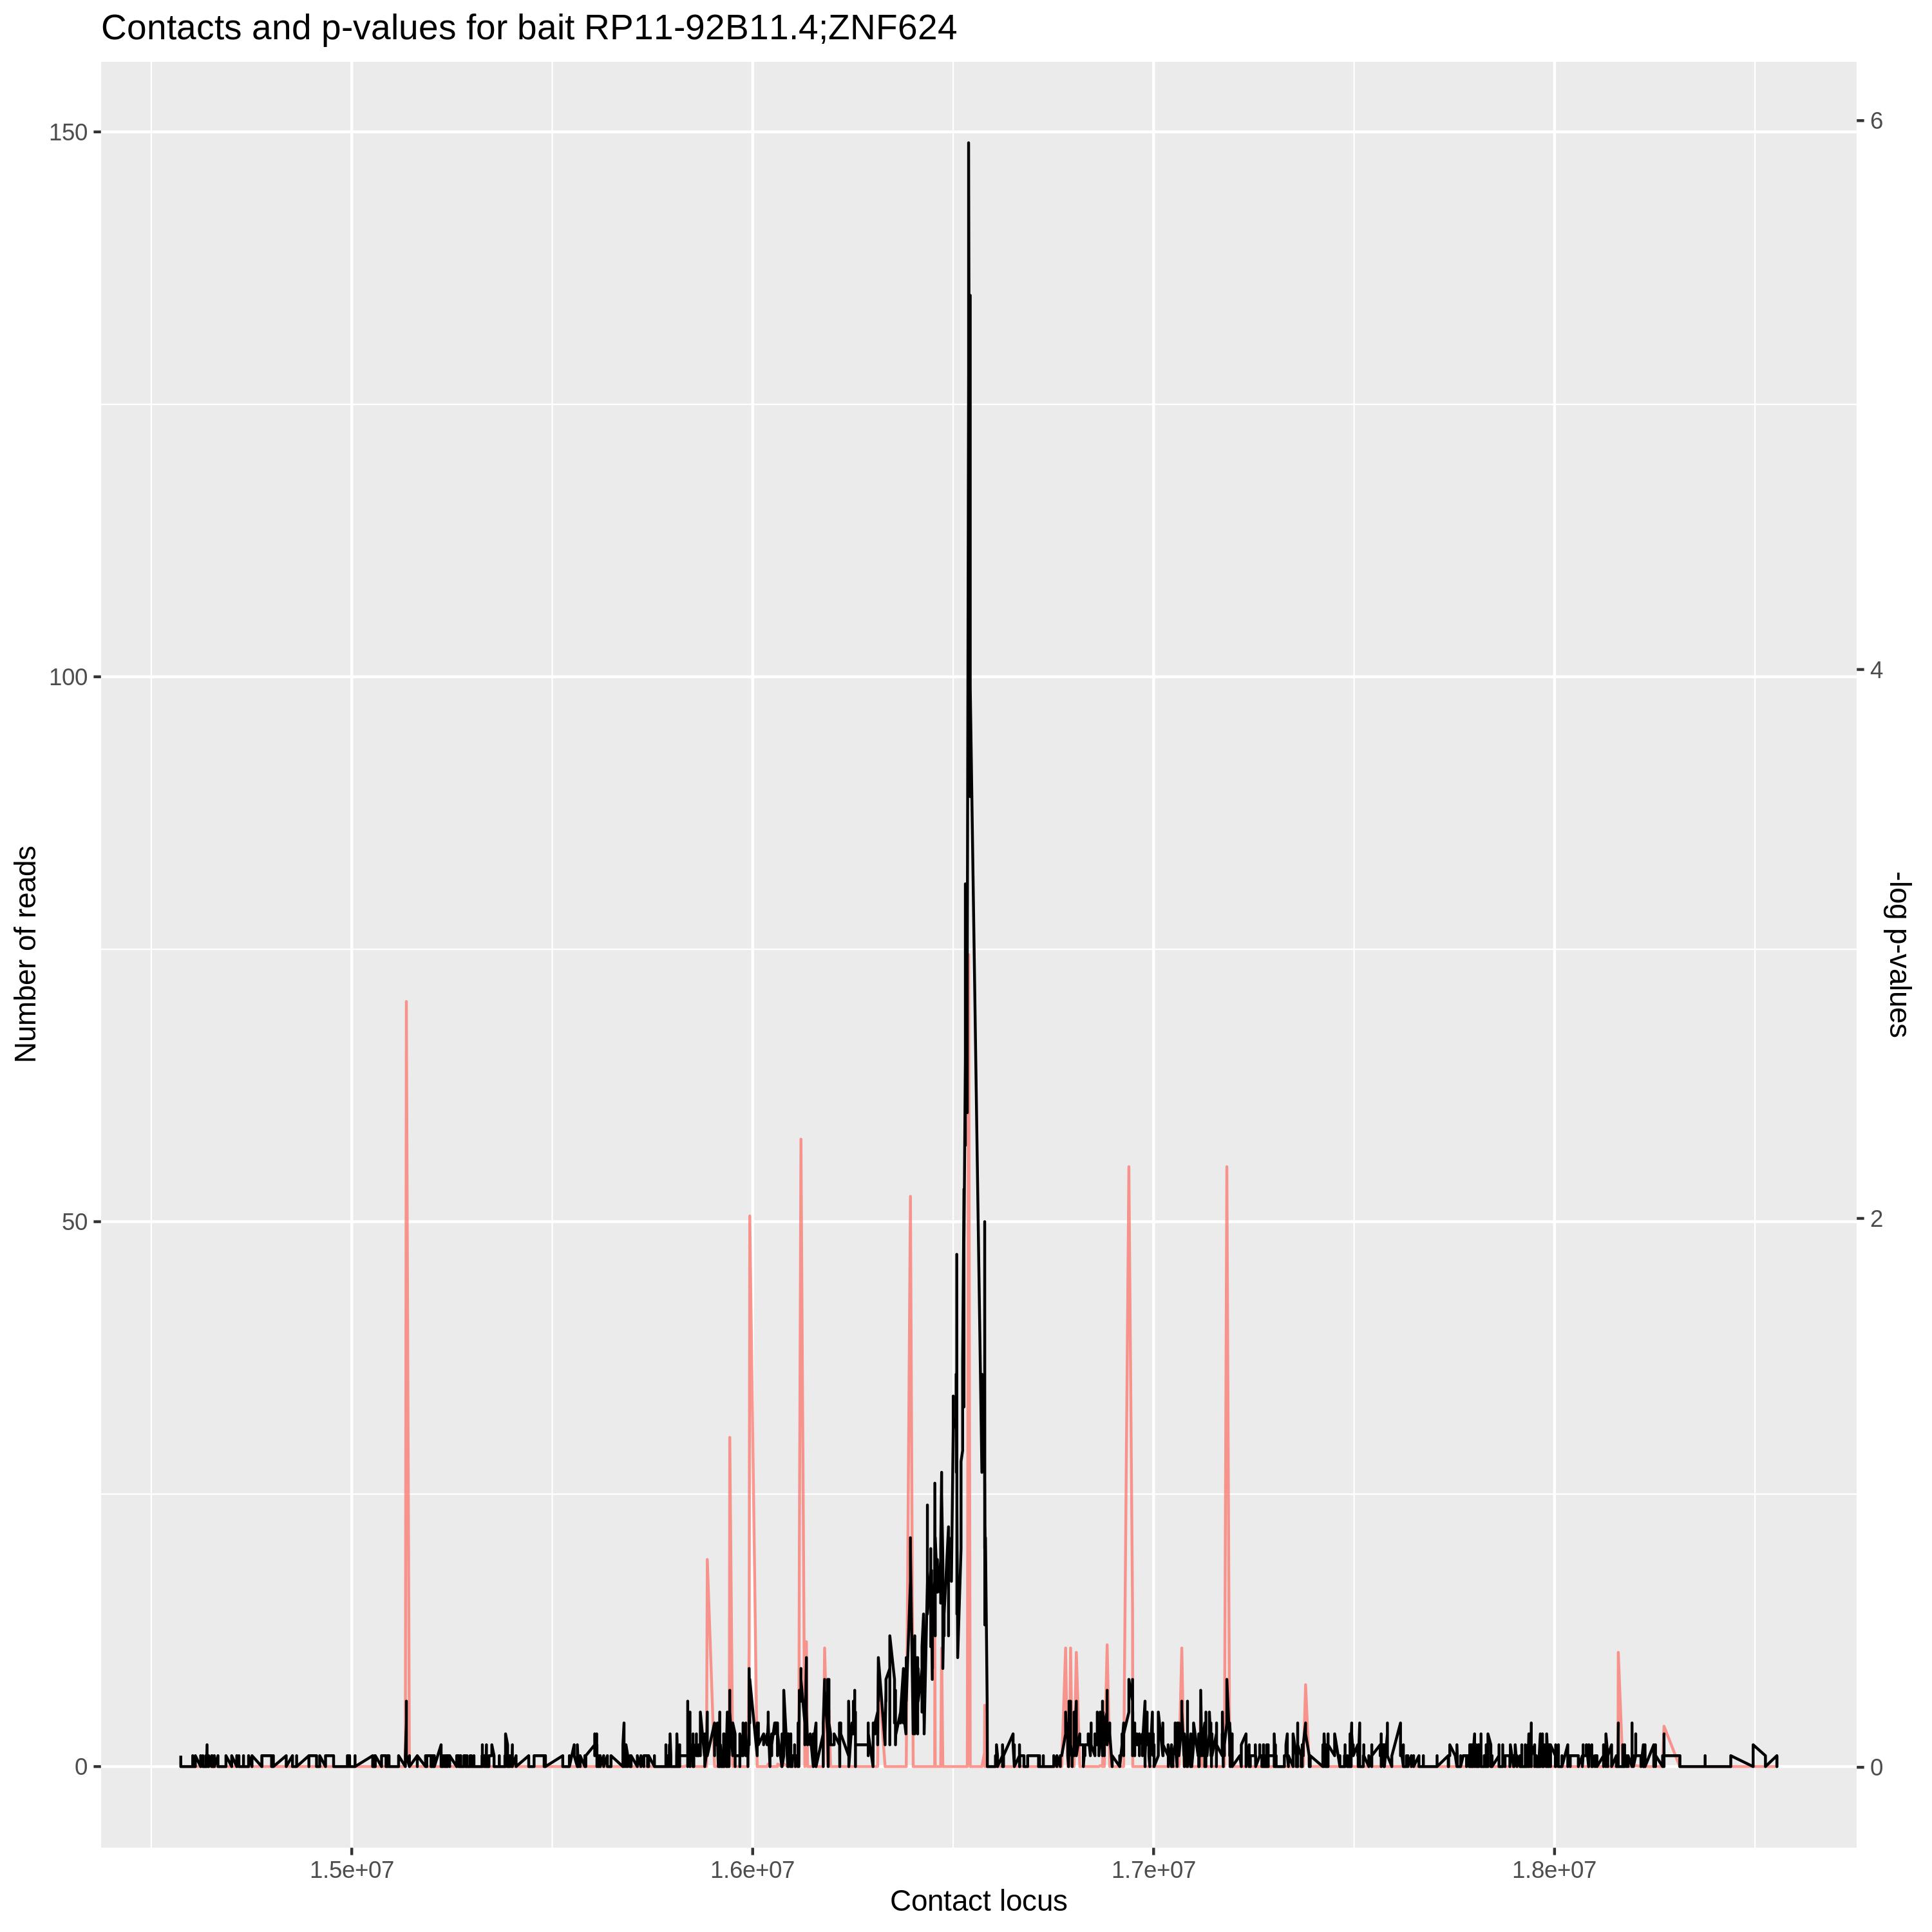 Contacts and p-values for bait RP11-92B11.4;ZNF624
150
100
50
0
Number of reads
6
4
2
0
-log p-values
1.5e+07 1.6e+07 1.7e+07 1.8e+07
Contact locus